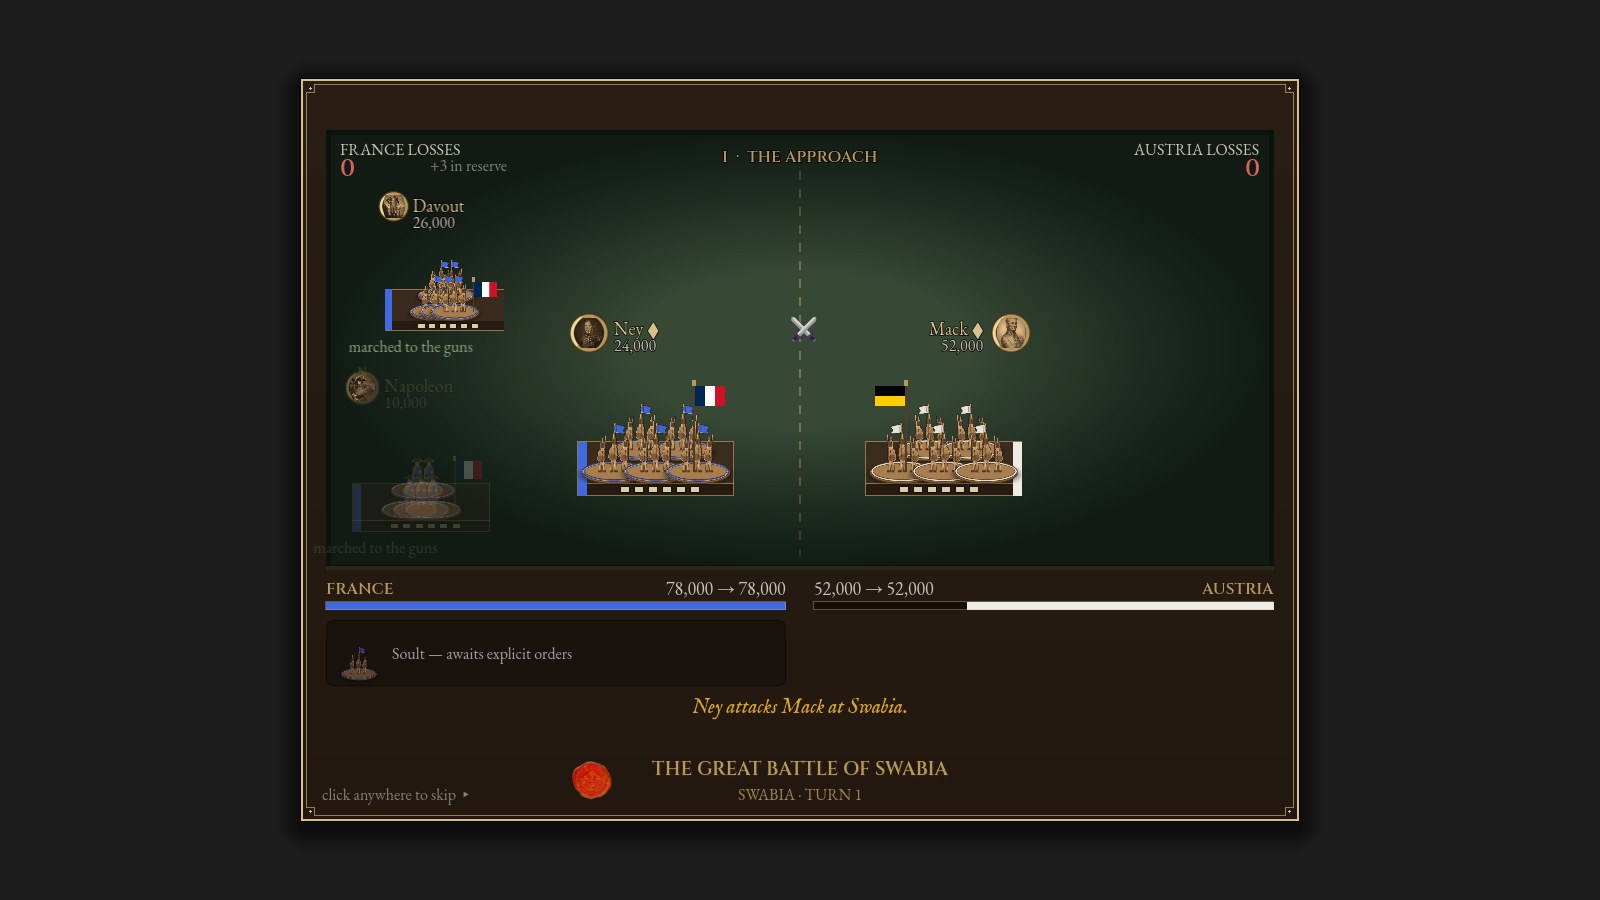 FRANCE LOSSES
0
+3 in reserve
I · THE APPROACH
AUSTRIA LOSSES
0
Davout
26,000
marched to the guns
Napoleon
10,000
marched to the guns
Ney
24,000
Mack
52,000
FRANCE
78,000 → 78,000
52,000 → 52,000
AUSTRIA
Soult — awaits explicit orders
Ney attacks Mack at Swabia.
THE GREAT BATTLE OF SWABIA
SWABIA · TURN 1
click anywhere to skip ▸